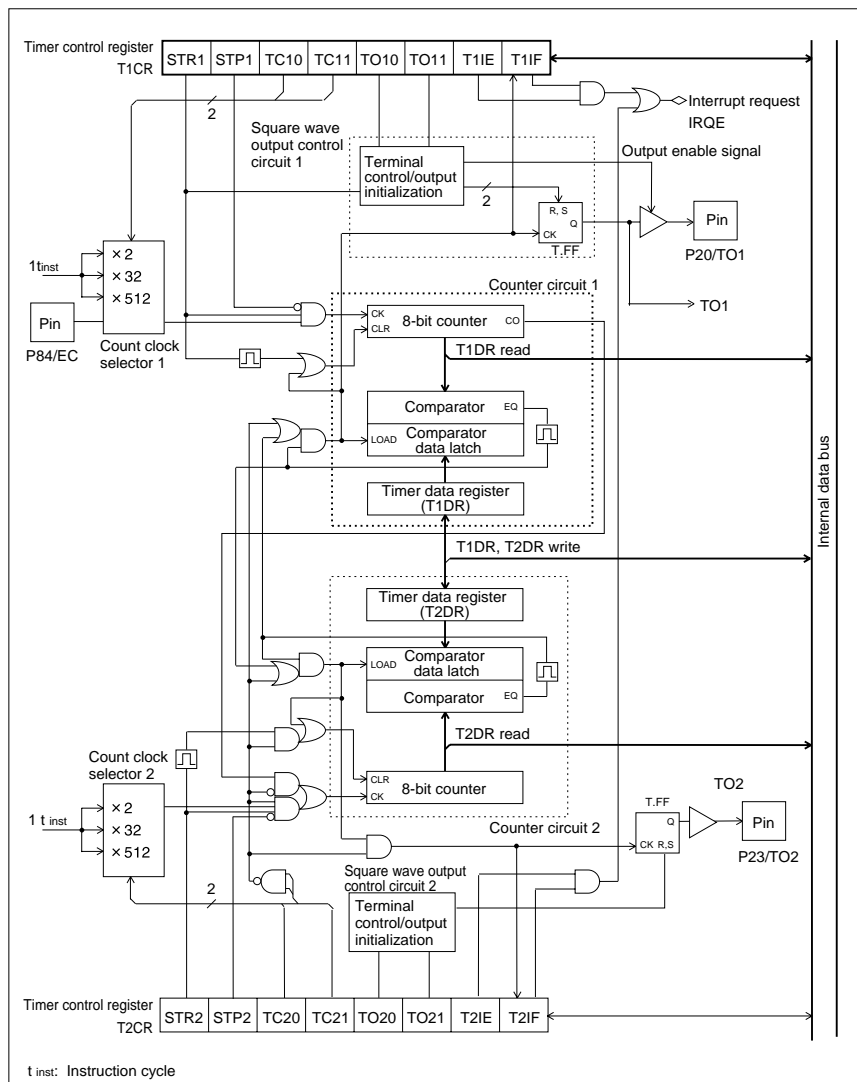 Timer control register
T1CR
STR1 STP1 TC10 TC11 TO10 TO11 T1IE T1IF
2
Interrupt request
IRQE
Square wave
output control
circuit 1
Output enable signal
Terminal
control/output
initialization
2
R, S
Q
CK
T.FF
Pin
P20/TO1
TO1
1tinst
× 2
× 32
× 512
Pin
P84/EC
Count clock
selector 1
Counter circuit 1
CK
CLR
8-bit counter
CO
T1DR read
Comparator
EQ
LOAD
Comparator
data latch
Timer data register
(T1DR)
Internal data bus
T1DR, T2DR write
Timer data register
(T2DR)
LOAD
Comparator
data latch
Comparator
EQ
T2DR read
Count clock
selector 2
CLR
CK
8-bit counter
1 t inst
× 2
× 32
× 512
Counter circuit 2
TO2
T.FF
Q
CK R,S
Pin
P23/TO2
2
Square wave output
control circuit 2
Terminal
control/output
initialization
Timer control register
T2CR
STR2 STP2 TC20 TC21 TO20 TO21 T2IE T2IF
t inst: Instruction cycle